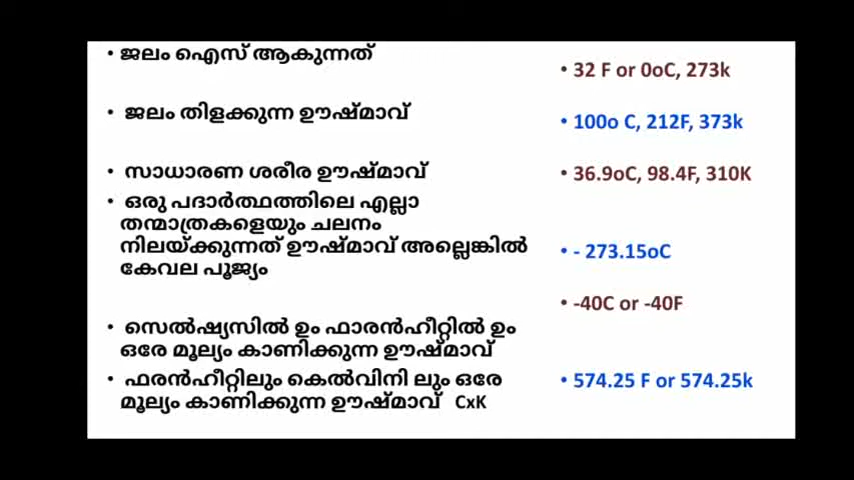 • ജലം ഐസ് ആകുന്നത്
• 32 F or 0oC, 273k
• ജലം തിളക്കുന്ന ഊഷ്മാവ്
• 100o C, 212F, 373k
• സാധാരണ ശരീര ഊഷ്മാവ്
• 36.9oC, 98.4F, 310K
• ഒരു പദാർത്ഥത്തിലെ എല്ലാ
തന്മാത്രകളെയും ചലനം
നിലയ്ക്കുന്നത് ഊഷ്മാവ് അല്ലെങ്കിൽ
കേവല പൂജ്യം
• - 273.15oC
• -40C or -40F
• സെൽഷ്യസിൽ ഉം ഫാരൻഹീറ്റിൽ ഉം
ഒരേ മൂല്യം കാണിക്കുന്ന ഊഷ്മാവ്
• ഫരൻഹീറ്റിലും കെൽവിനി ലും ഒരേ
മൂല്യം കാണിക്കുന്ന ഊഷ്മാവ് CxK
• 574.25 F or 574.25k